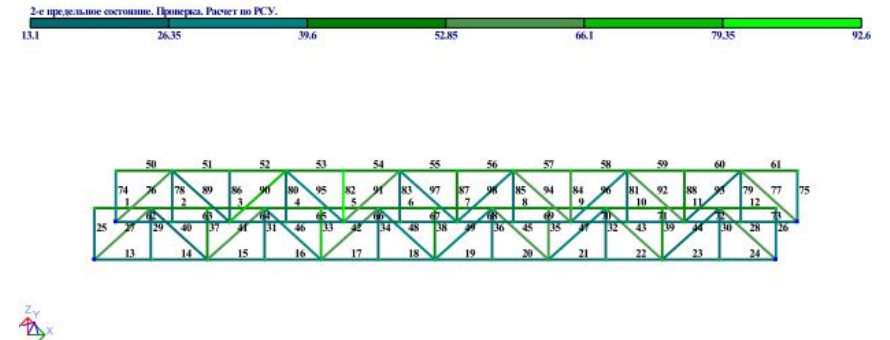 2-е предельное состояние. Проверка. Расчет по РСУ.
13.1 26.35 39.6 52.85 66.1 79.35 92.6
50 51 52 53 54 55 56 57 58 59 60 61
74 76 78 89 86 90 80 95 82 91 83 97 87 98 85 94 84 96 81 92 88 93 79 77 75
1 2 3 4 5 6 7 8 9 10 11 12
62 63 64 65 66 67 68 69 70 71 72 73
25 27 29 40 37 41 31 46 33 42 34 48 38 49 36 45 35 47 32 43 39 44 30 28 26
13 14 15 16 17 18 19 20 21 22 23 24
Z
Y
X